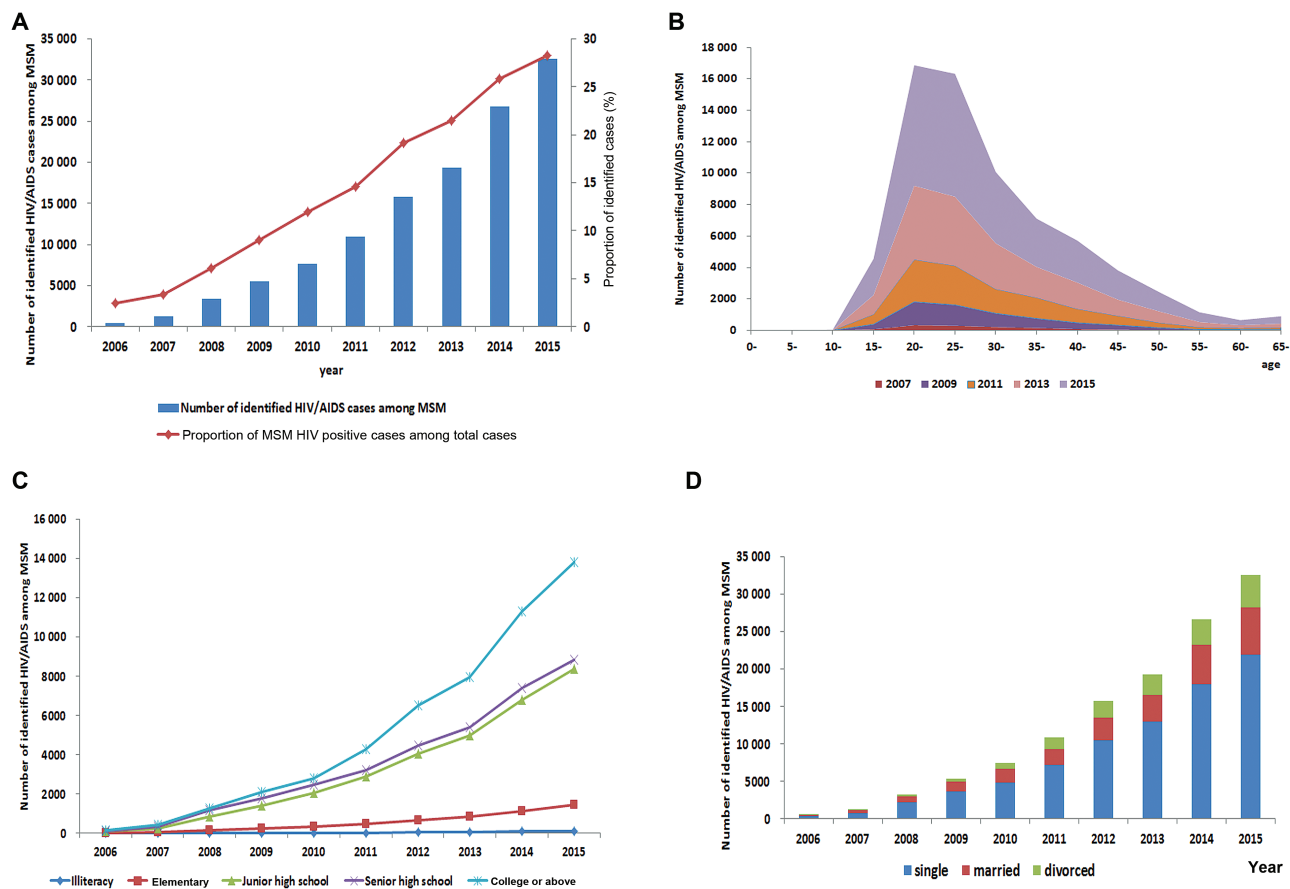 A
Number of identified HIV/AIDS cases among MSM
35 000
30 000
25 000
20 000
15 000
10 000
5000
0
30
25
20
15
10
5
0
Proportion of identified cases (%)
2006 2007 2008 2009 2010 2011 2012 2013 2014 2015
year
Number of identified HIV/AIDS cases among MSM
Proportion of MSM HIV positive cases among total cases
B
Number of identified HIV/AIDS among MSM
18 000
16 000
14 000
12 000
10 000
8000
6000
4000
2000
0
0- 5- 10- 15- 20- 25- 30- 35- 40- 45- 50- 55- 60- 65-
age
2007 2009 2011 2013 2015
C
Number of identified HIV/AIDS among MSM
16 000
14 000
12 000
10 000
8000
6000
4000
2000
0
2006 2007 2008 2009 2010 2011 2012 2013 2014 2015
Illiteracy Elementary Junior high school Senior high school College or above
D
Number of identified HIV/AIDS among MSM
35 000
30 000
25 000
20 000
15 000
10 000
5000
0
2006 2007 2008 2009 2010 2011 2012 2013 2014 2015
single married divorced
Year